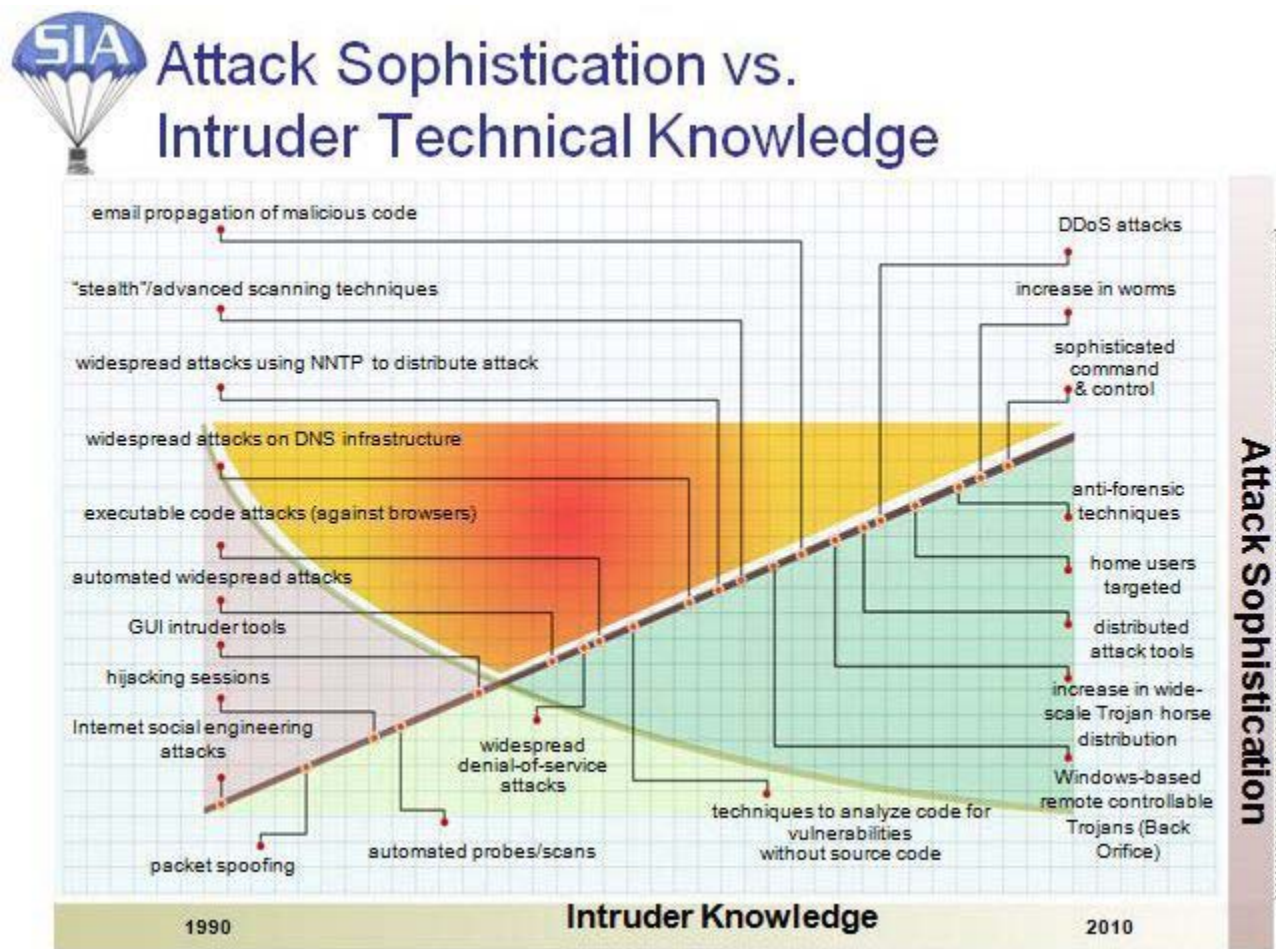 SIA
Attack Sophistication vs.
Intruder Technical Knowledge
email propagation of malicious code
"stealth"/advanced scanning techniques
widespread attacks using NNTP to distribute attack
widespread attacks on DNS infrastructure
executable code attacks (against browsers)
automated widespread attacks
GUI intruder tools
hijacking sessions
Internet social engineering
attacks
packet spoofing
automated probes/scans
widespread
denial-of-service
attacks
techniques to analyze code for
vulnerabilities
without source code
DDoS attacks
increase in worms
sophisticated
command
& control
anti-forensic
techniques
home users
targeted
distributed
attack tools
increase in wide-
scale Trojan horse
distribution
Windows-based
remote controllable
Trojans (Back
Orifice)
Attack Sophistication
1990
Intruder Knowledge
2010